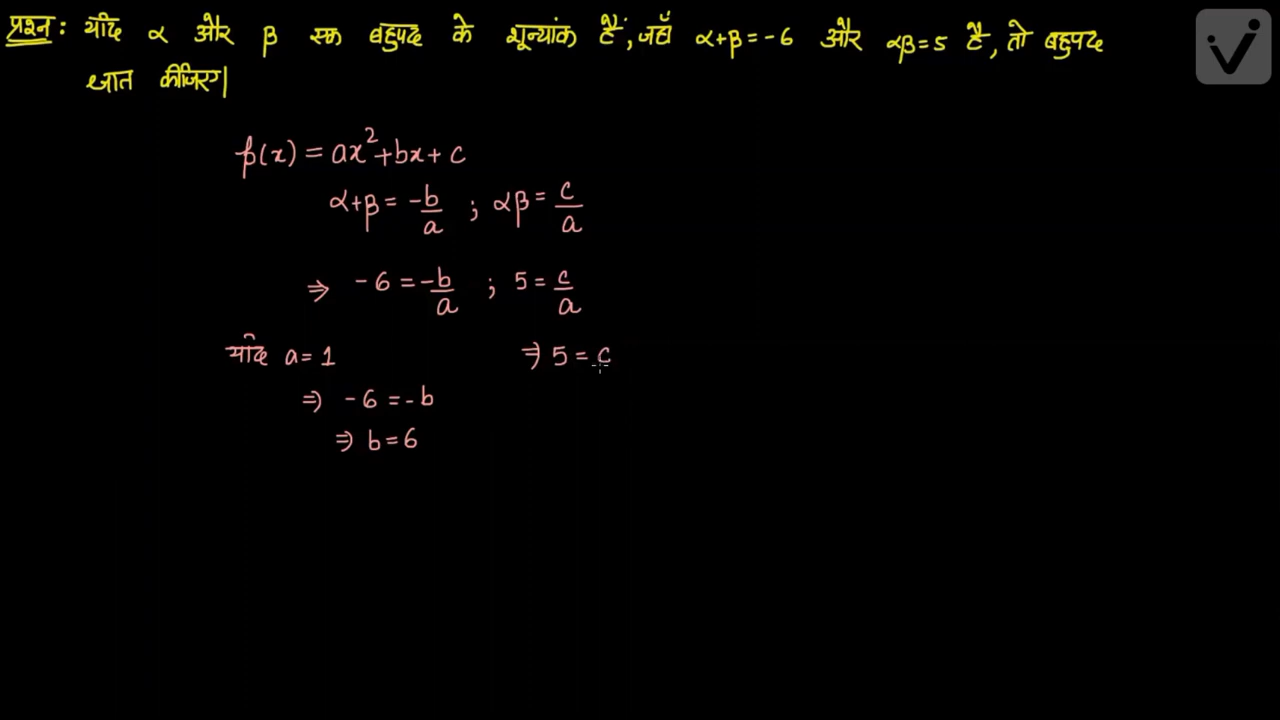 प्रश्न: यदि α और β एक बहुपद के शून्यांक हैं, जहाँ α+β=-6 और αβ=5 है, तो बहुपद
ज्ञात कीजिए।
p(x) = ax²+bx+c
α+β = -b/a ; αβ = c/a
⇒ -6 = -b/a ; 5 = c/a
यदि a=1 ⇒ 5 = c
⇒ -6 = -b
⇒ b = 6